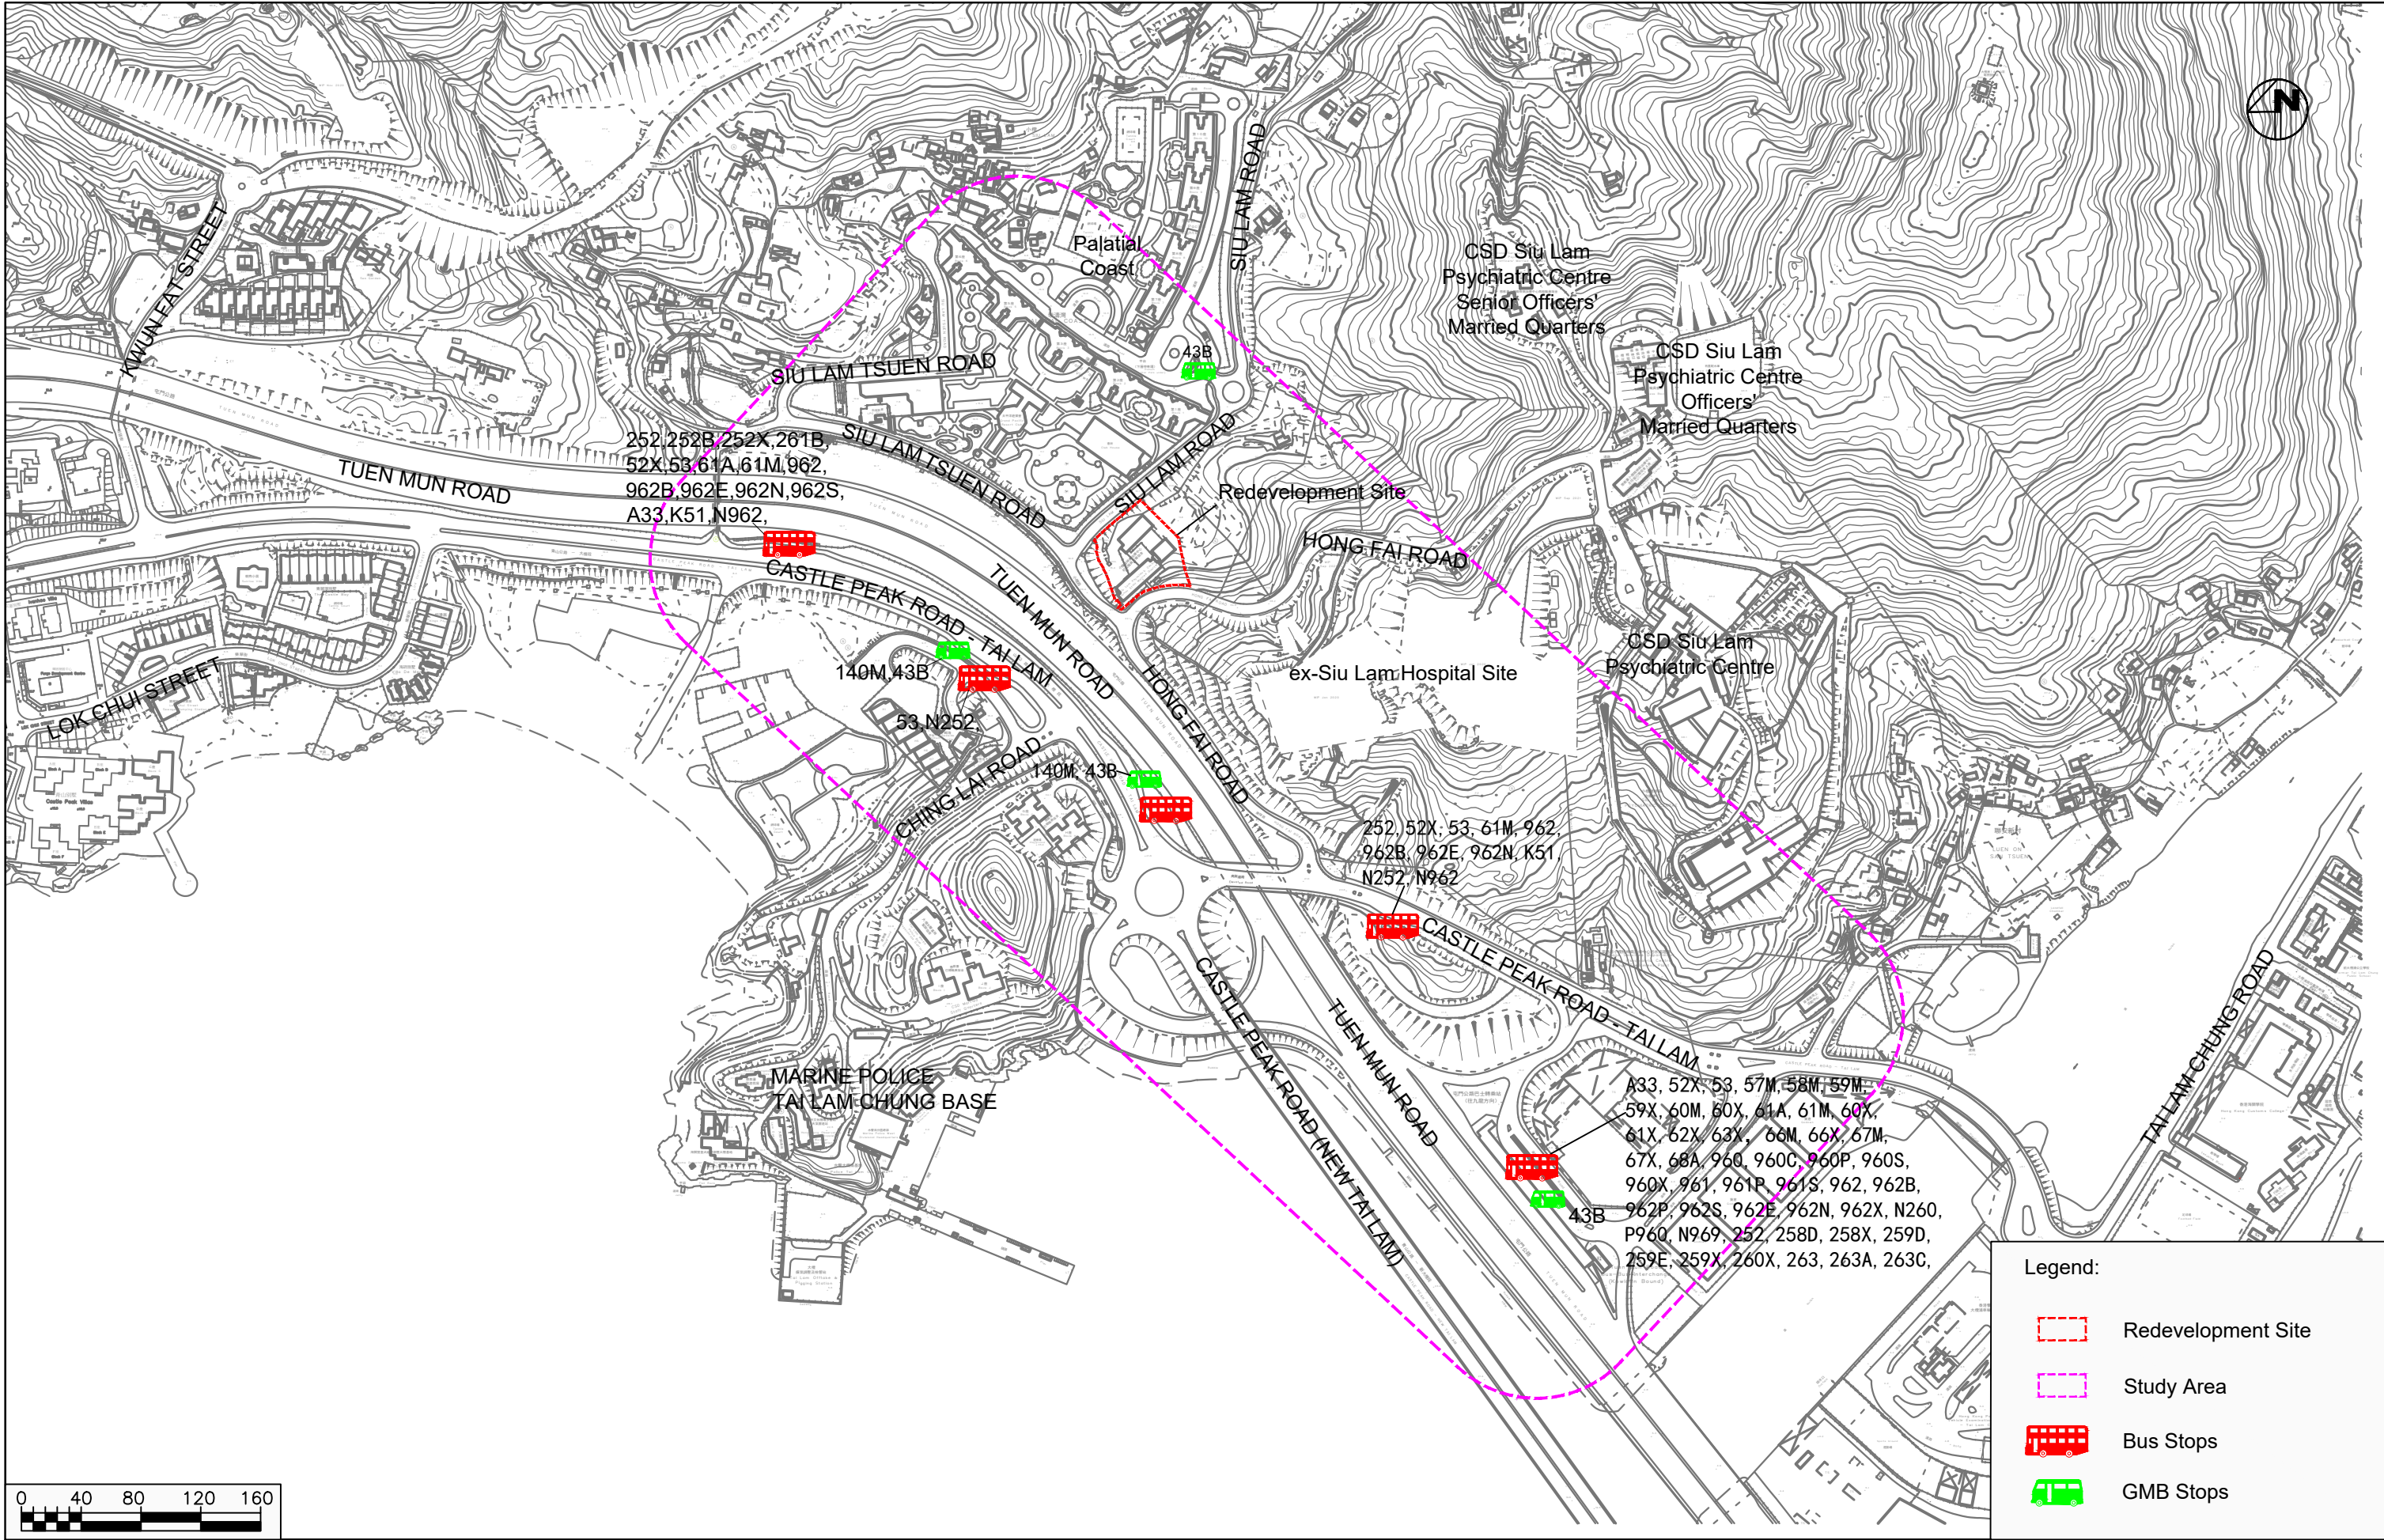 N
SIU LAM ROAD
KWUN FAT STREET
Palatial
Coast
CSD Siu Lam
Psychiatric Centre
Senior Officers'
Married Quarters
CSD Siu Lam
Psychiatric Centre
Officers'
Married Quarters
43B
SIU LAM TSUEN ROAD
SIU LAM TSUEN ROAD
SIU LAM ROAD
252,252B,252X,261B,
52X,53,61A,61M,962,
962B,962E,962N,962S,
A33,K51,N962,
TUEN MUN ROAD
Redevelopment Site
HONG FAI ROAD
CASTLE PEAK ROAD - TAI LAM
TUEN MUN ROAD
HONG FAI ROAD
LOK CHUI STREET
140M,43B
53,N252,
ex-Siu Lam Hospital Site
CSD Siu Lam
Psychiatric Centre
CHING LAI ROAD
140M, 43B
252, 52X, 53, 61M, 962,
962B, 962E, 962N, K51,
N252, N962
Castle Peak Villas
LUEN ON
SAN TSUEN
CASTLE PEAK ROAD - TAI LAM
CASTLE PEAK ROAD (NEW TAI LAM)
TUEN MUN ROAD
TAI LAM CHUNG ROAD
MARINE POLICE
TAI LAM CHUNG BASE
A33, 52X, 53, 57M, 58M, 59M,
59X, 60M, 60X, 61A, 61M, 60X,
61X, 62X, 63X, 66M, 66X, 67M,
67X, 68A, 960, 960C, 960P, 960S,
960X, 961, 961P, 961S, 962, 962B,
962P, 962S, 962E, 962N, 962X, N260,
P960, N969, 252, 258D, 258X, 259D,
259E, 259X, 260X, 263, 263A, 263C,
43B
Legend:
Redevelopment Site
Study Area
Bus Stops
GMB Stops
0 40 80 120 160